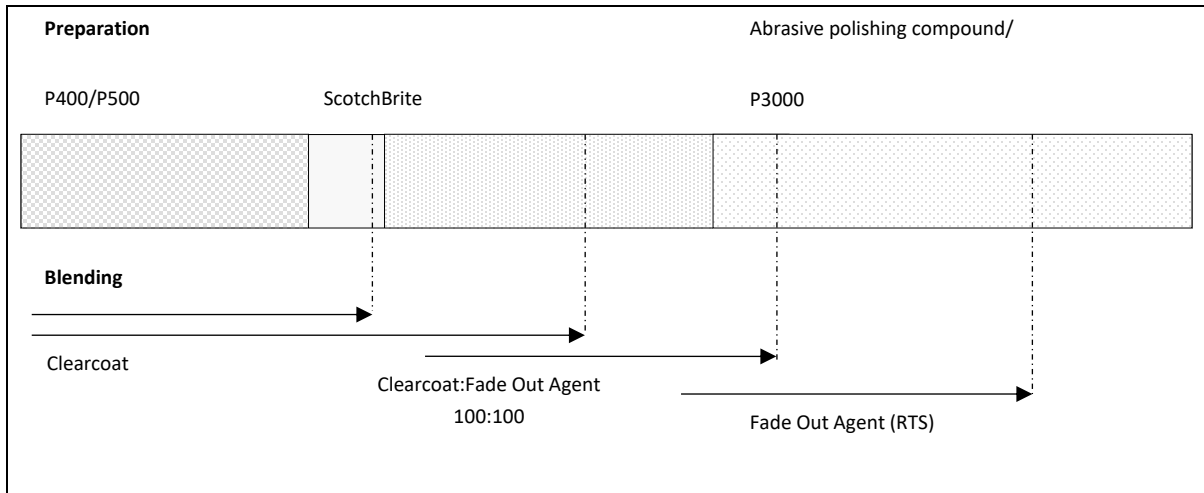 Preparation
Abrasive polishing compound/
P400/P500
ScotchBrite
P3000
Blending
Clearcoat
Clearcoat:Fade Out Agent
100:100
Fade Out Agent (RTS)